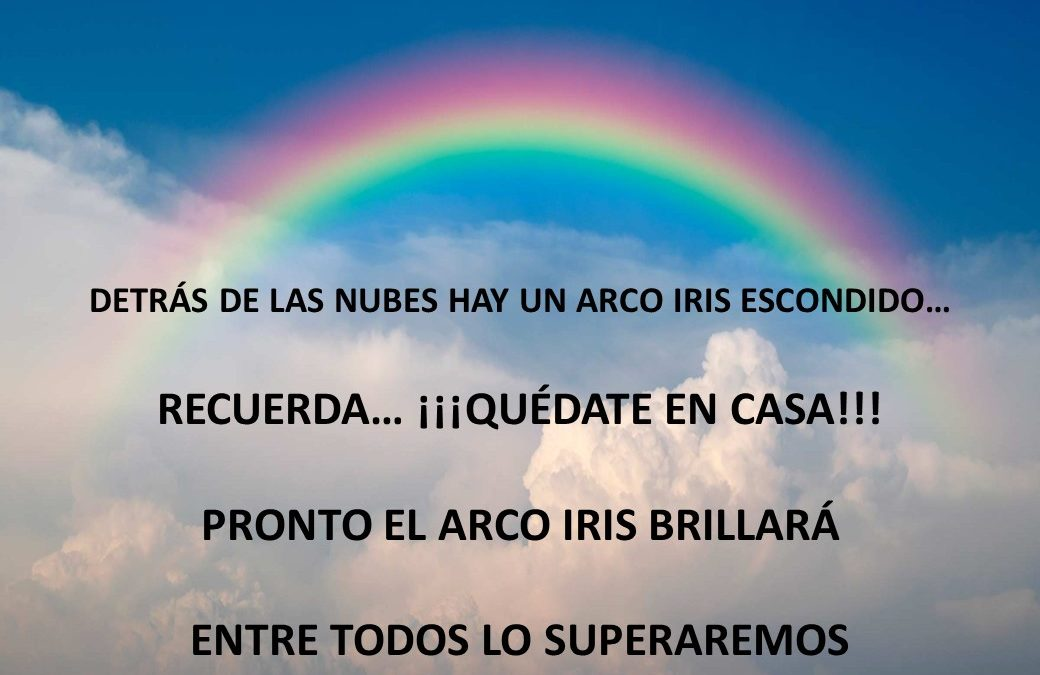 DETRÁS DE LAS NUBES HAY UN ARCO IRIS ESCONDIDO…
RECUERDA… ¡¡¡QUÉDATE EN CASA!!!
PRONTO EL ARCO IRIS BRILLARÁ
ENTRE TODOS LO SUPERAREMOS